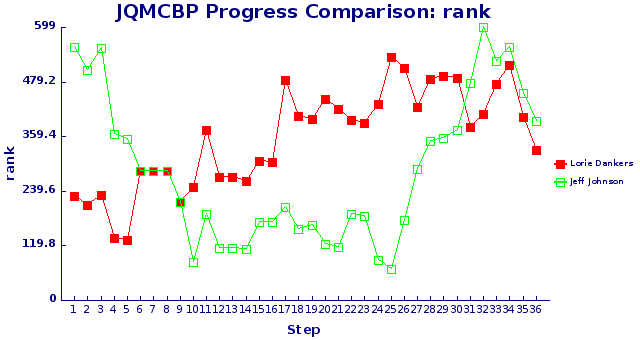 JQMCBP Progress Comparison: rank
599
479.2
359.4
239.6
119.8
0
rank
1 2 3 4 5 6 7 8 9 10 11 12 13 14 15 16 17 18 19 20 21 22 23 24 25 26 27 28 29 30 31 32 33 34 35 36
Step
Lorie Dankers
Jeff Johnson